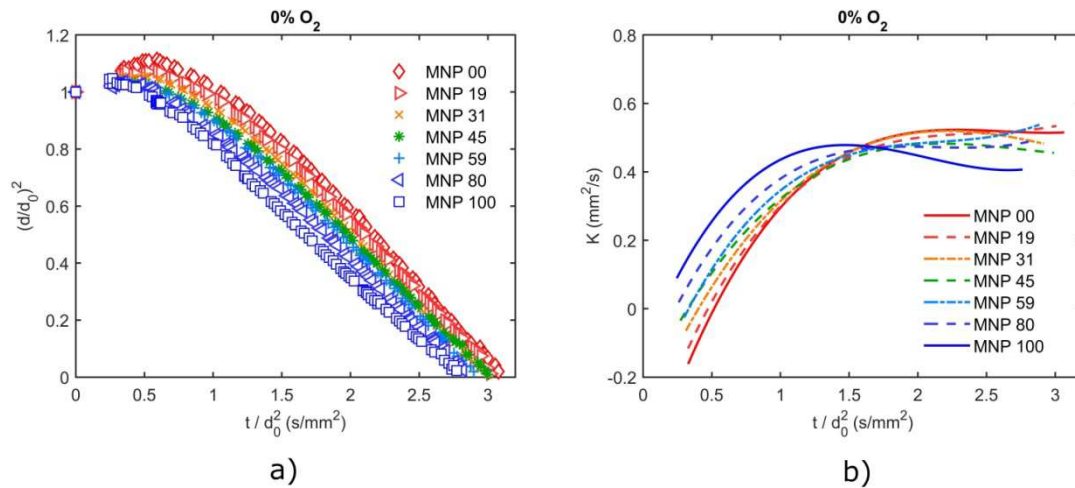 0% O₂
(d/d₀)²
1.2
1
0.8
0.6
0.4
0.2
0
MNP 00
MNP 19
MNP 31
MNP 45
MNP 59
MNP 80
MNP 100
0 0.5 1 1.5 2 2.5 3
t / d₀² (s/mm²)
a)
0% O₂
K (mm²/s)
0.8
0.6
0.4
0.2
0
-0.2
MNP 00
MNP 19
MNP 31
MNP 45
MNP 59
MNP 80
MNP 100
0 0.5 1 1.5 2 2.5 3
t / d₀² (s/mm²)
b)